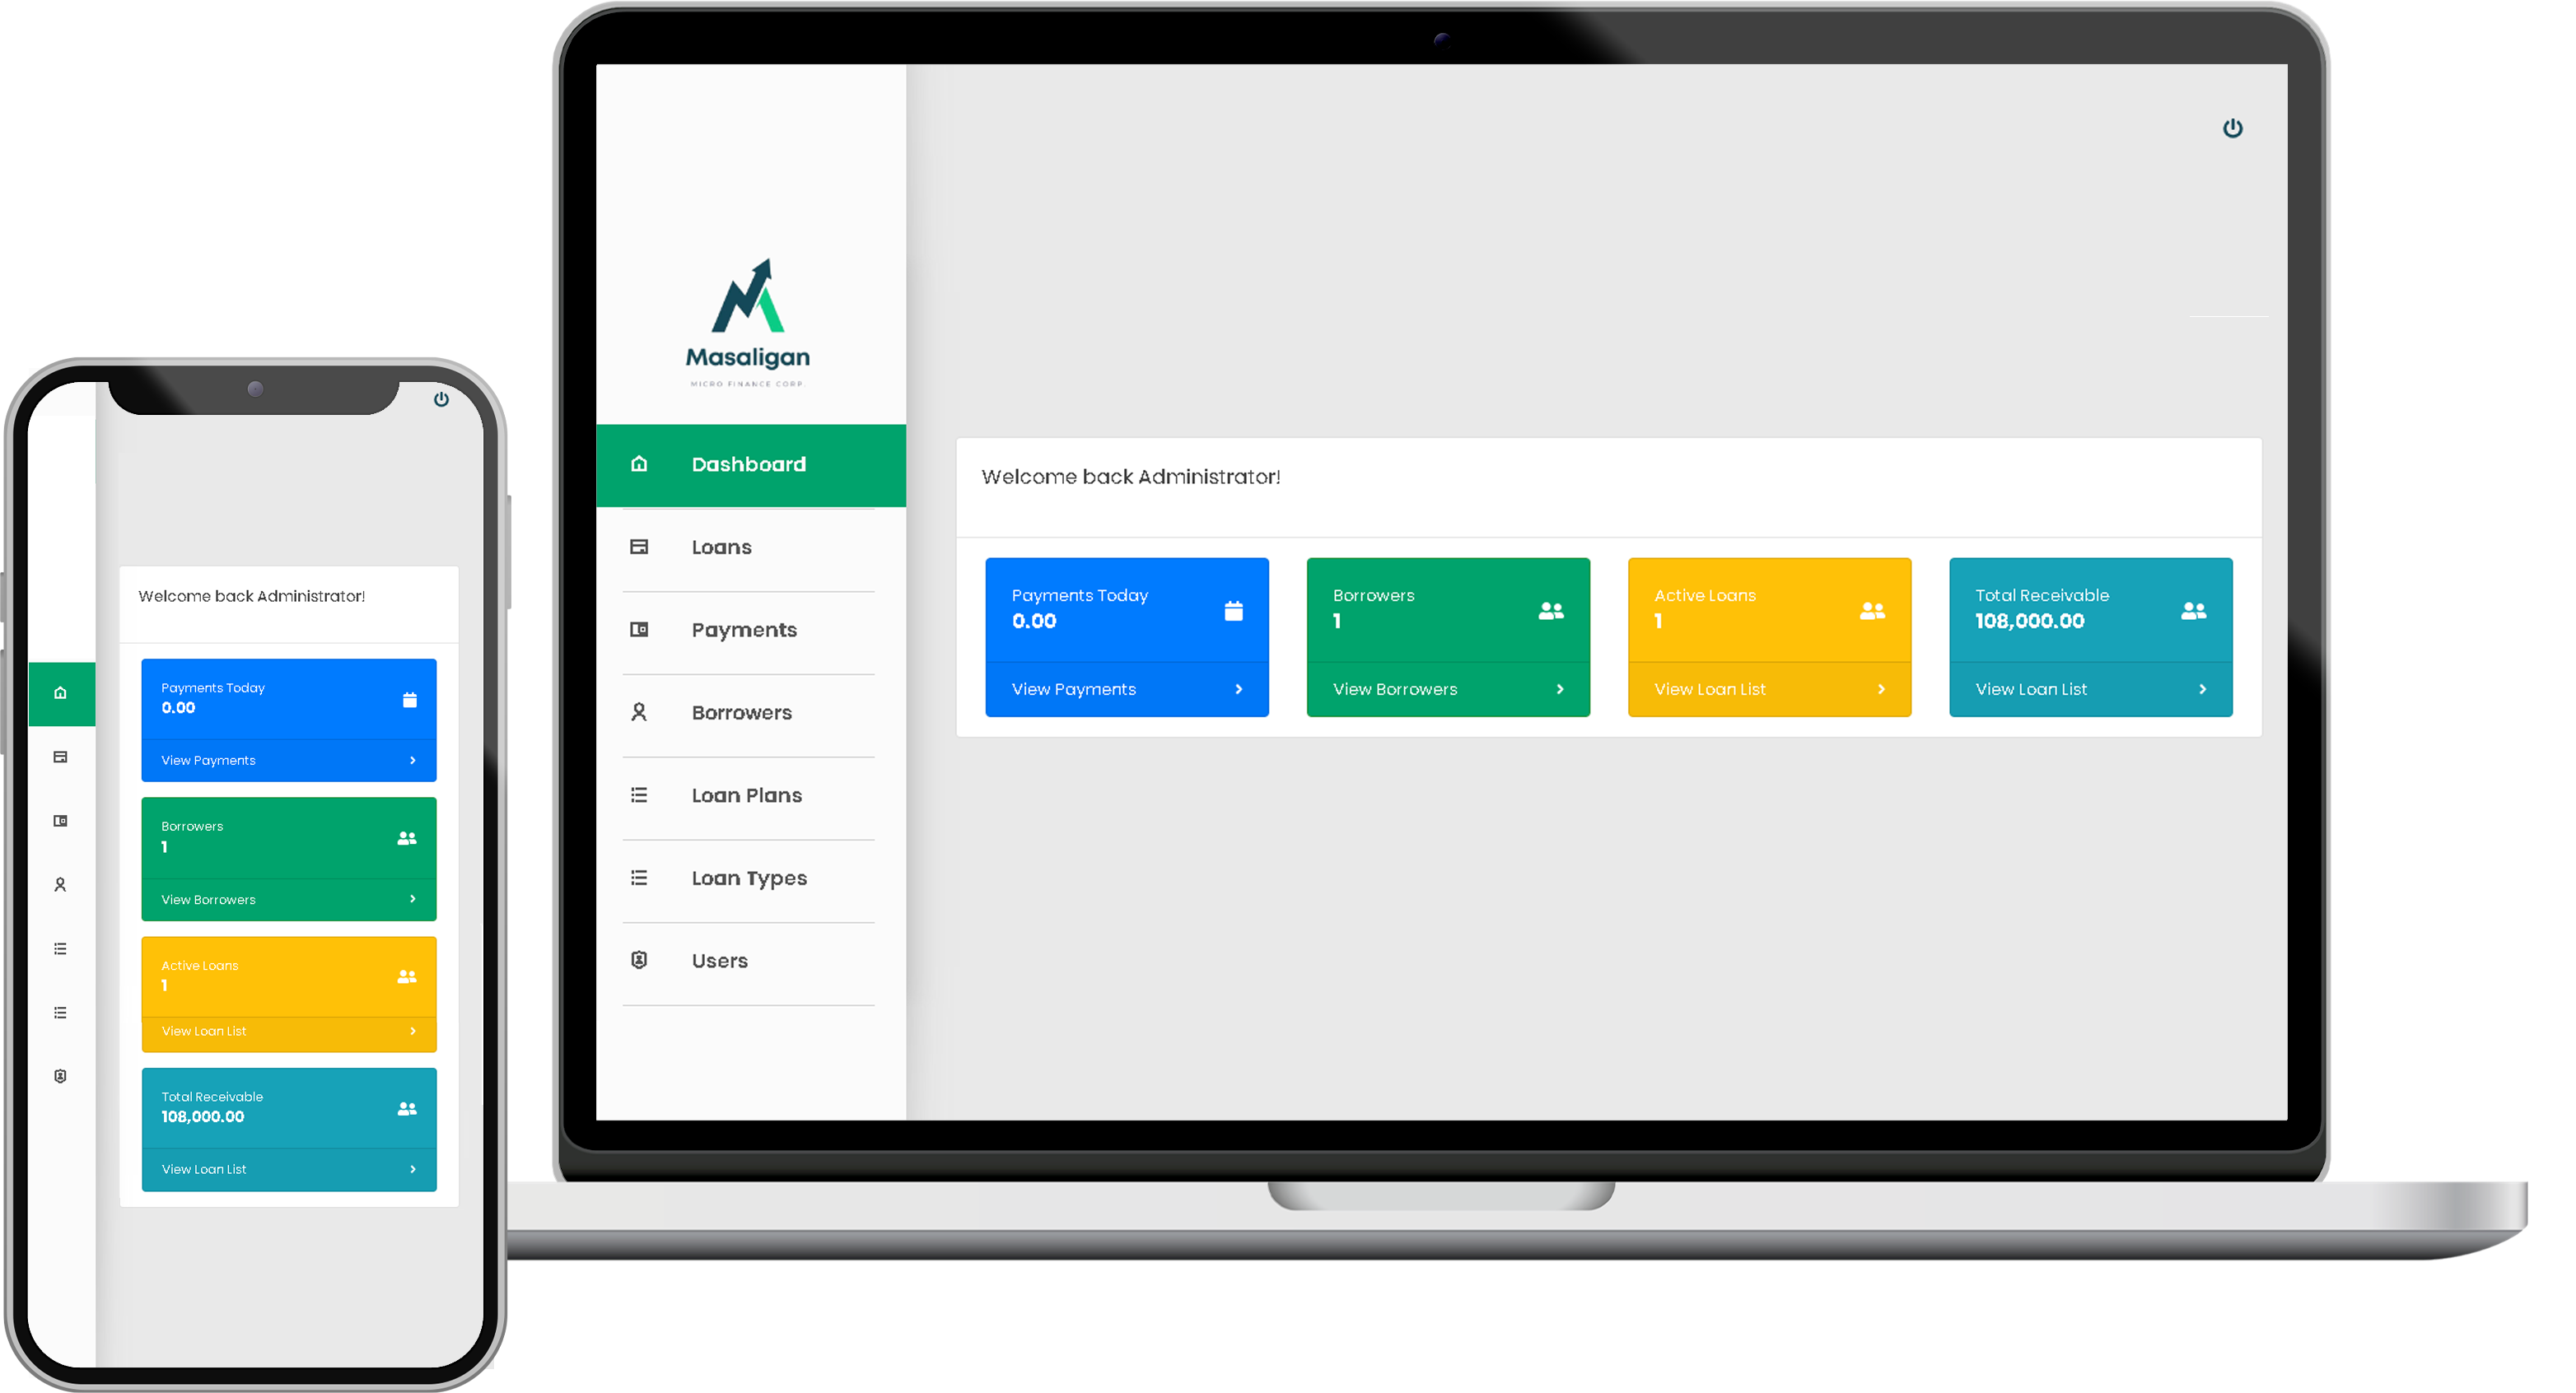 Welcome back Administrator!
Payments Today
0.00
View Payments
Borrowers
1
View Borrowers
Active Loans
1
View Loan List
Total Receivable
108,000.00
View Loan List
Masaligan
MICRO FINANCE CORP.
Dashboard
Loans
Payments
Borrowers
Loan Plans
Loan Types
Users
Welcome back Administrator!
Payments Today
0.00
View Payments
Borrowers
1
View Borrowers
Active Loans
1
View Loan List
Total Receivable
108,000.00
View Loan List